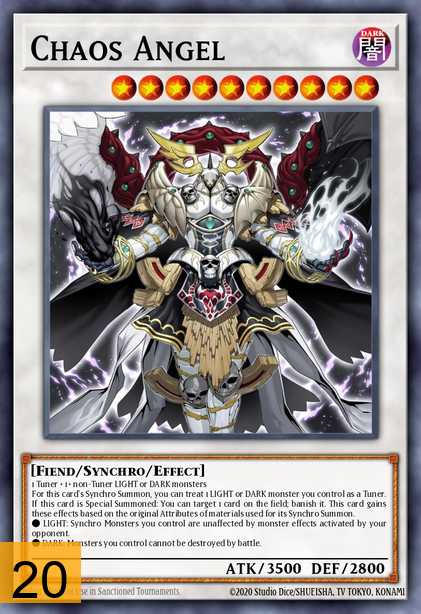 CHAOS ANGEL
DARK
闇
[FIEND/SYNCHRO/EFFECT]
1 Tuner + 1+ non-Tuner LIGHT or DARK monsters
For this card's Synchro Summon, you can treat 1 LIGHT or DARK monster you control as a Tuner.
If this card is Special Summoned: You can target 1 card on the field; banish it. This card gains
these effects based on the original Attributes of materials used for its Synchro Summon.
● LIGHT: Synchro Monsters you control are unaffected by monster effects activated by your
opponent.
● DARK: Monsters you control cannot be destroyed by battle.
ATK/3500 DEF/2800
20
use in Sanctioned Tournaments.
©2020 Studio Dice/SHUEISHA, TV TOKYO, KONAMI